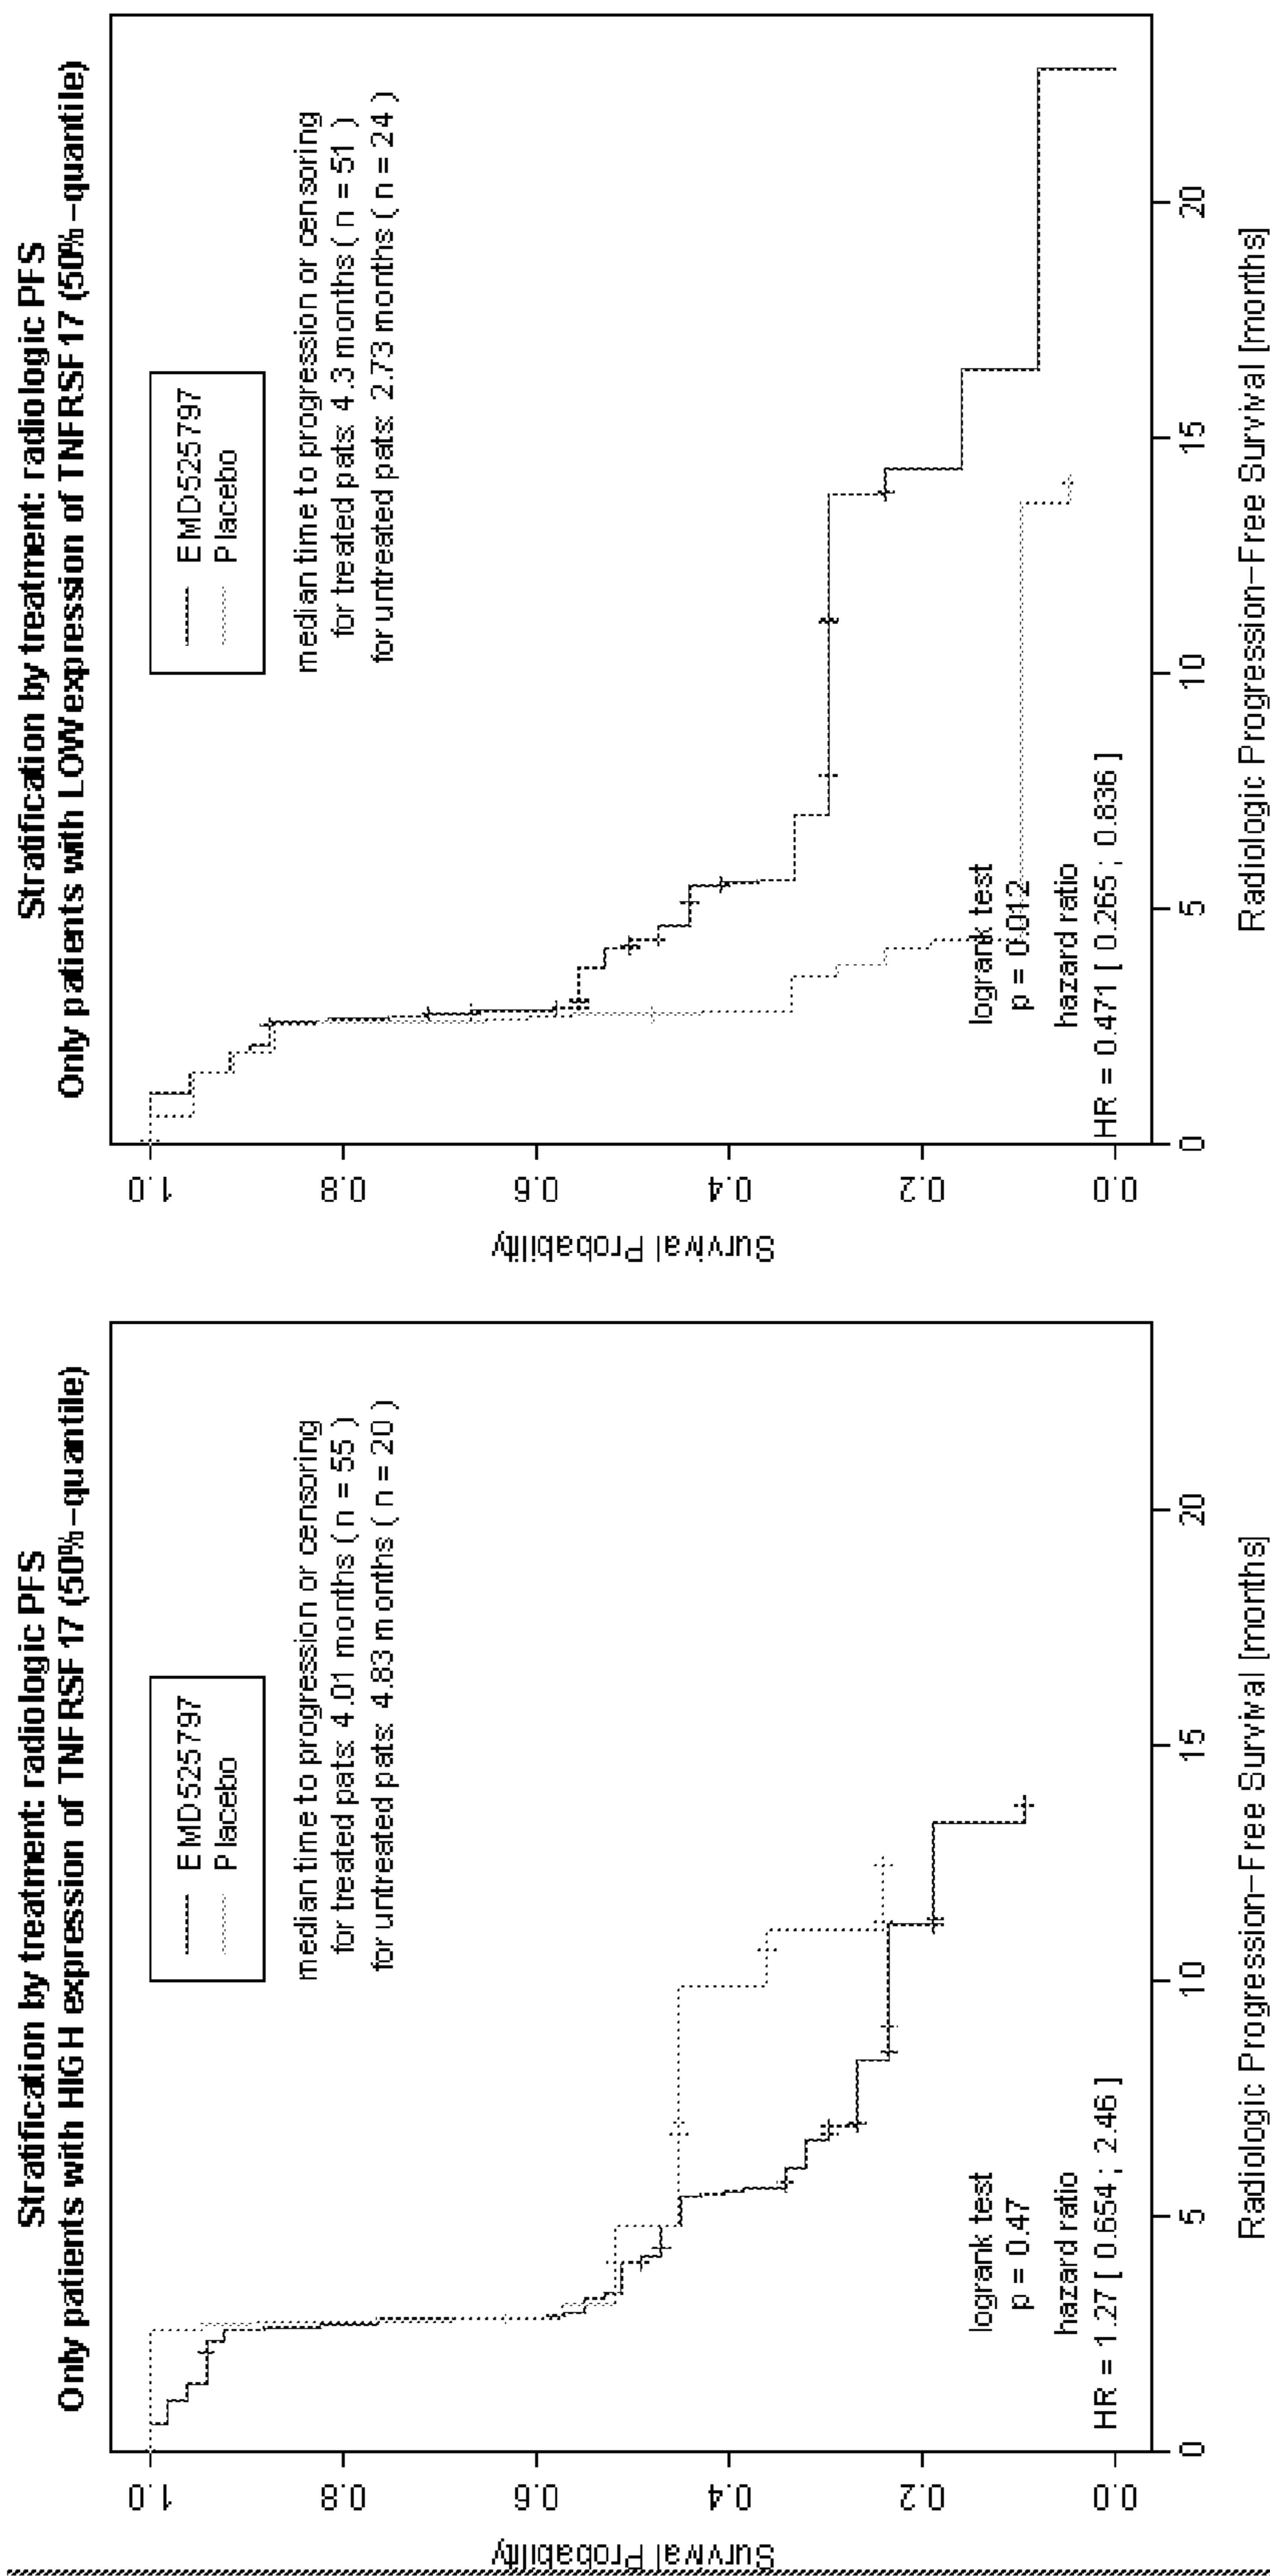 Stratification by treatment: radiologic PFS
Only patients with HIGH expression of TNFRSF17 (50%-quantile)
EMD525797
Placebo
median time to progression or censoring
for treated pats: 4.01 months ( n = 55 )
for untreated pats: 4.83 months ( n = 20 )
logrank test
p = 0.47
hazard ratio
HR = 1.27 [ 0.654 ; 2.46 ]
Survival Probability
1.0
0.8
0.6
0.4
0.2
0.0
0
5
10
15
20
Radiologic Progression-Free Survival [months]
Stratification by treatment: radiologic PFS
Only patients with LOW expression of TNFRSF17 (50%-quantile)
EMD525797
Placebo
median time to progression or censoring
for treated pats: 4.3 months ( n = 51 )
for untreated pats: 2.73 months ( n = 24 )
logrank test
p = 0.012
hazard ratio
HR = 0.471 [ 0.265 ; 0.836 ]
Survival Probability
1.0
0.8
0.6
0.4
0.2
0.0
0
5
10
15
20
Radiologic Progression-Free Survival [months]